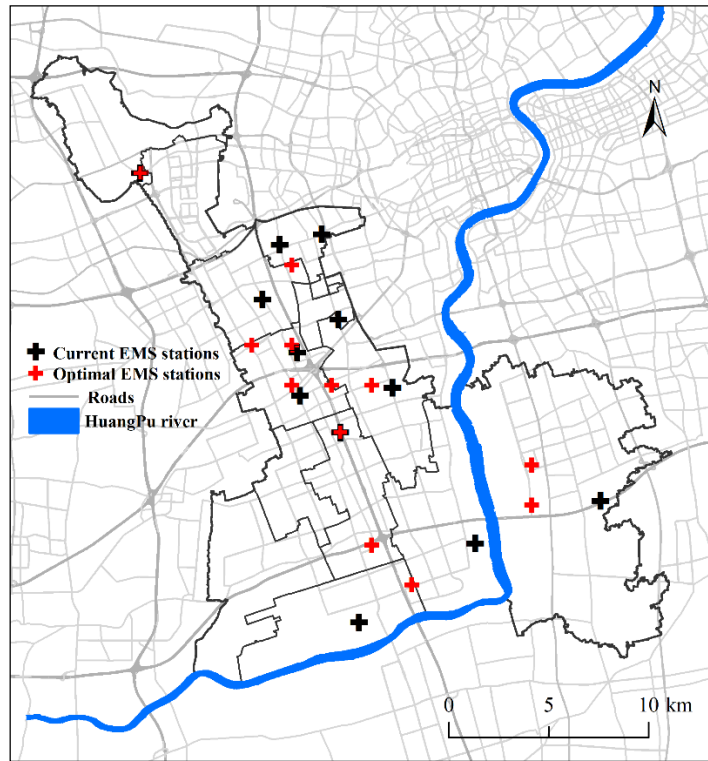 N
Current EMS stations
Optimal EMS stations
Roads
HuangPu river
0 5 10 km